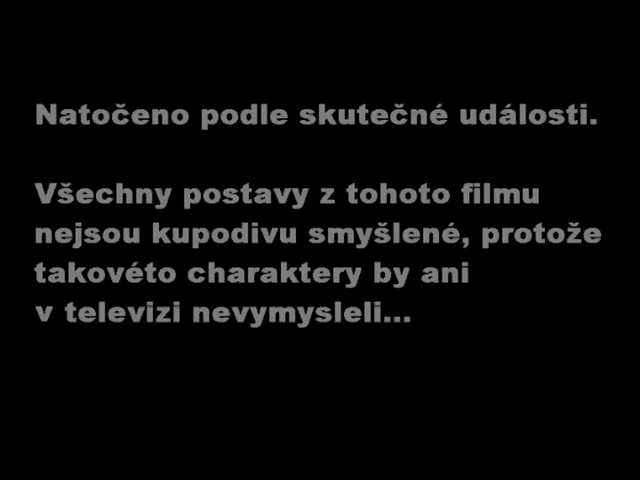 Natočeno podle skutečné události.
Všechny postavy z tohoto filmu
nejsou kupodivu smyšlené, protože
takovéto charaktery by ani
v televizi nevymysleli...